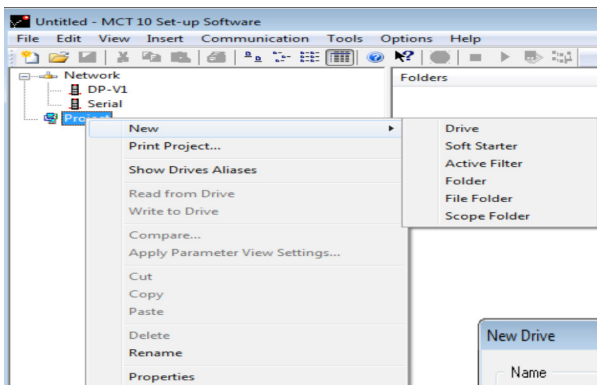 Untitled - MCT 10 Set-up Software
File Edit View Insert Communication Tools Options Help
Network
DP-V1
Serial
Project
Folders
New
Print Project...
Show Drives Aliases
Read from Drive
Write to Drive
Compare...
Apply Parameter View Settings...
Cut
Copy
Paste
Delete
Rename
Properties
Drive
Soft Starter
Active Filter
Folder
File Folder
Scope Folder
New Drive
Name